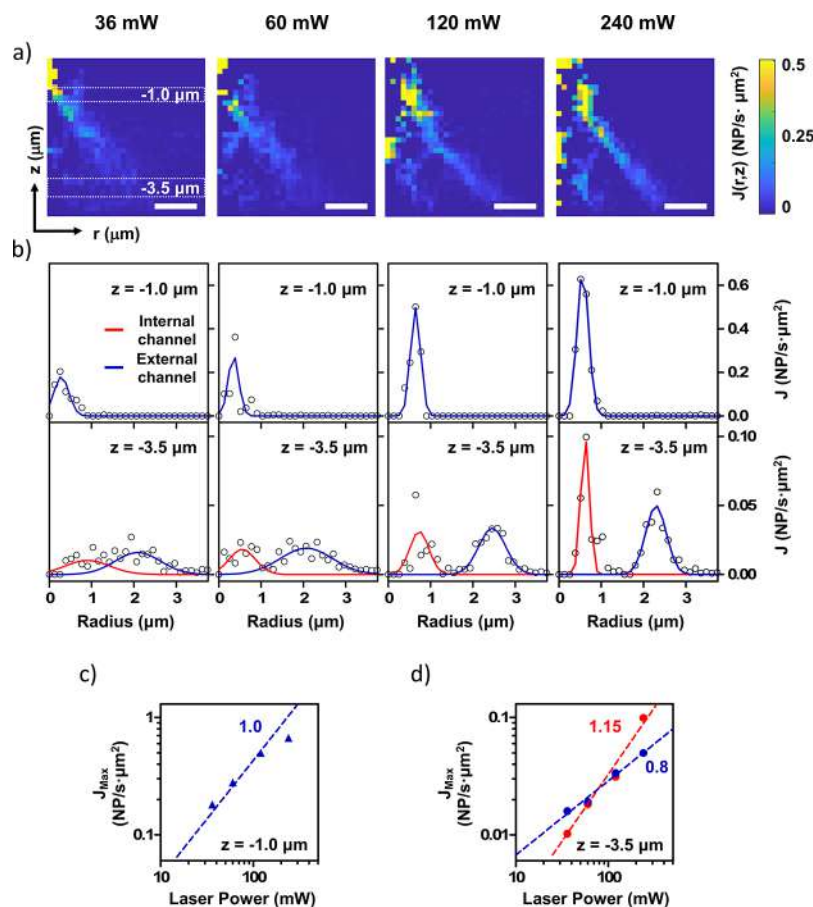 36 mW 60 mW 120 mW 240 mW
a)
-1.0 µm
-3.5 µm
z (µm)
r (µm)
0.5
0.25
0
J(r,z) (NP/s· µm²)
b)
z = -1.0 µm z = -1.0 µm z = -1.0 µm z = -1.0 µm
Internal channel
External channel
0.6
0.4
0.2
0.0
J (NP/s·µm²)
z = -3.5 µm z = -3.5 µm z = -3.5 µm z = -3.5 µm
0.10
0.05
0.00
J (NP/s·µm²)
0 1 2 3 0 1 2 3 0 1 2 3 0 1 2 3
Radius (µm) Radius (µm) Radius (µm) Radius (µm)
c)
1
0.1
J Max
(NP/s·µm²)
1.0
z = -1.0 µm
10 100
Laser Power (mW)
d)
0.1
0.01
J Max
(NP/s·µm²)
1.15
0.8
z = -3.5 µm
10 100
Laser Power (mW)